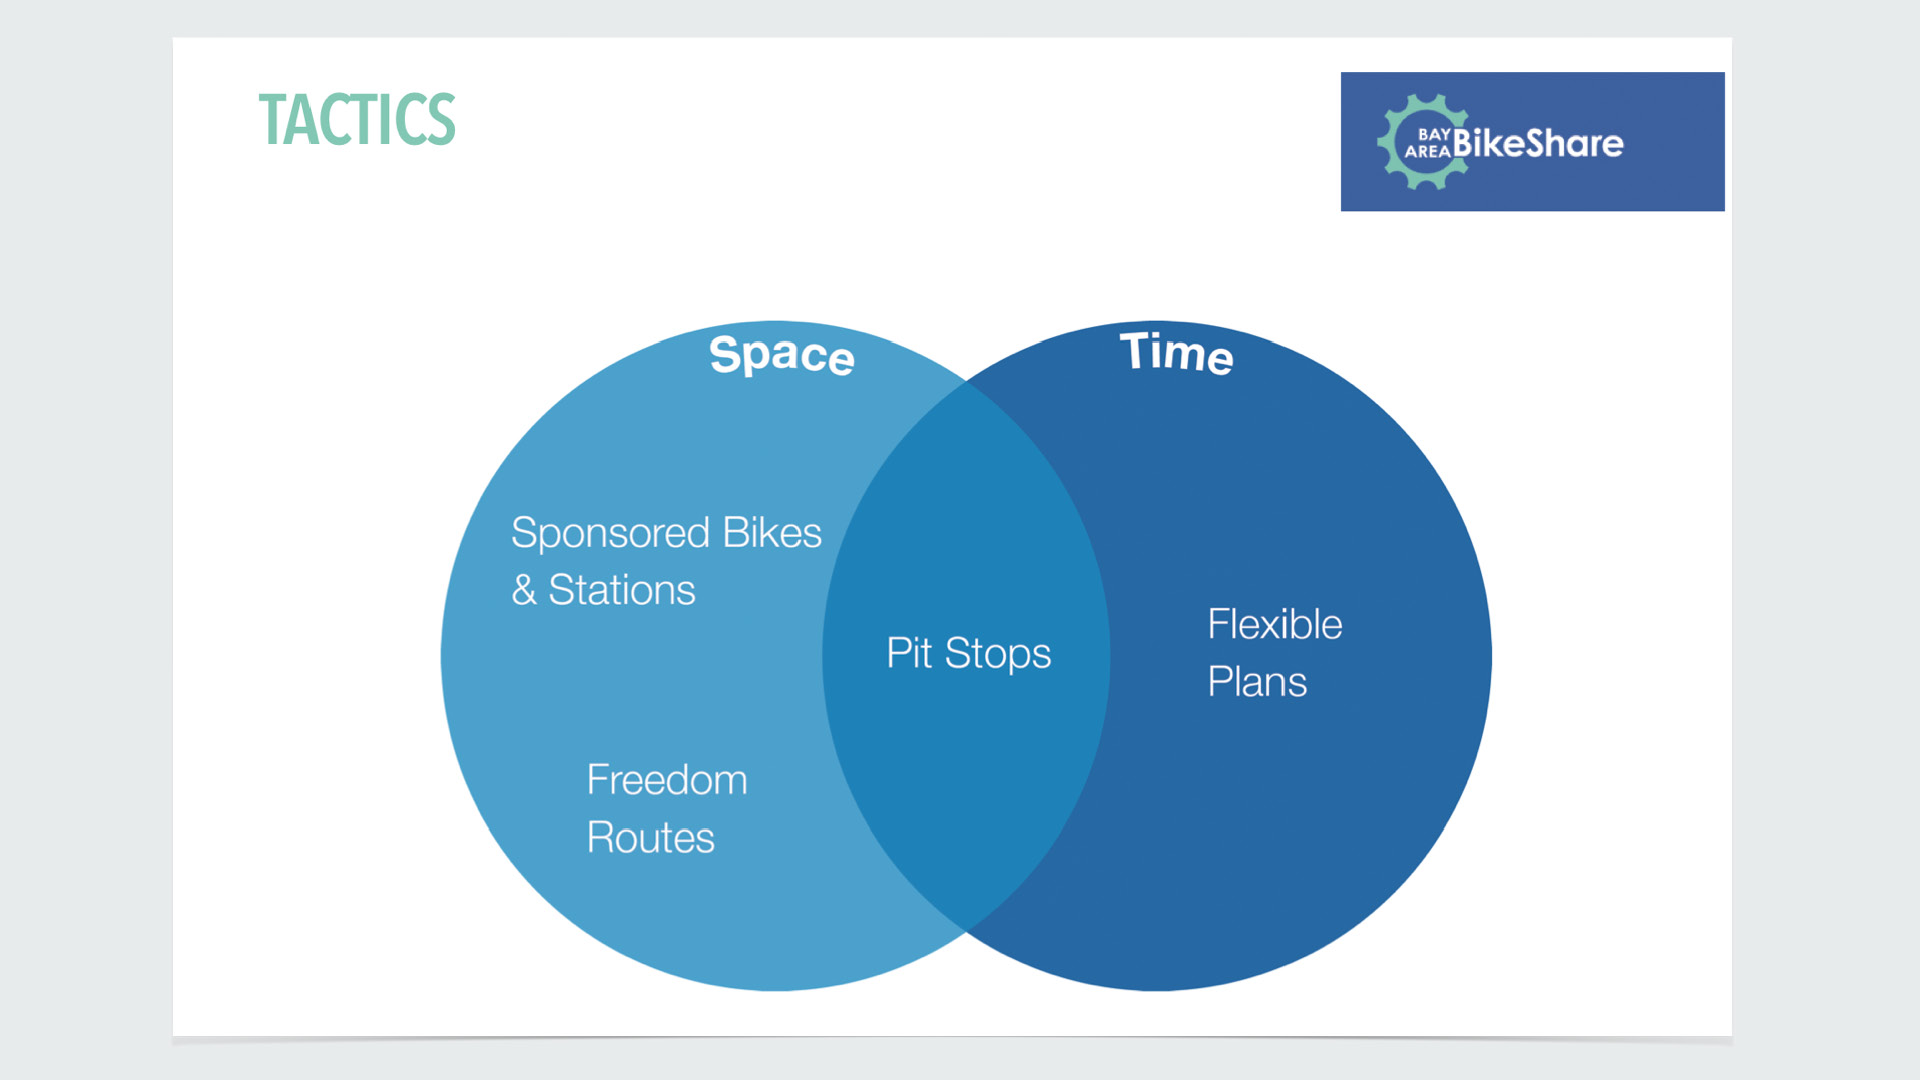 TACTICS
BAY
AREA BikeShare
Space
Time
Sponsored Bikes
& Stations
Freedom
Routes
Pit Stops
Flexible
Plans